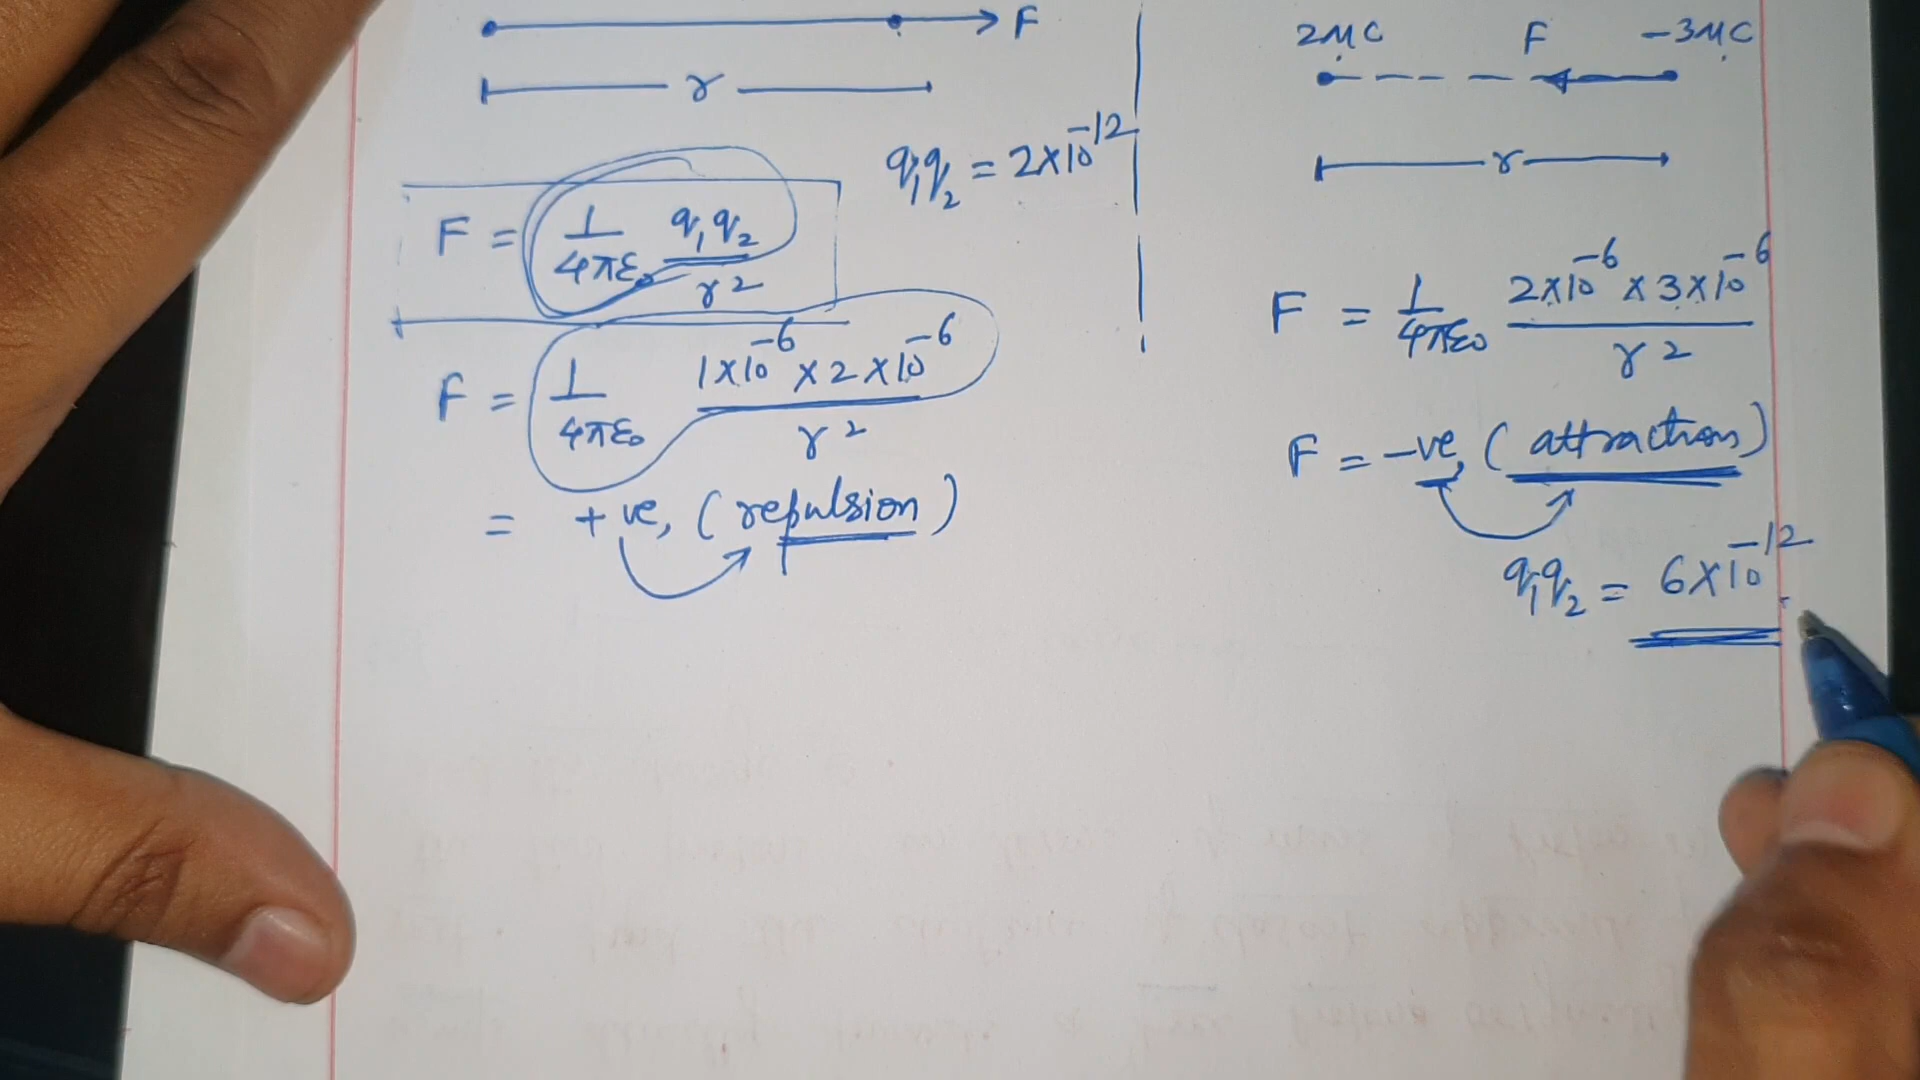 F
r
q₁q₂ = 2×10⁻¹²
F = 1/4πε₀ q₁q₂/r²
F = 1/4πε₀ 1×10⁻⁶ × 2×10⁻⁶/r²
= +ve, (repulsion)
2μC F -3μC
r
F = 1/4πε₀ 2×10⁻⁶ × 3×10⁻⁶/r²
F = -ve, (attraction)
q₁q₂ = 6×10⁻¹²